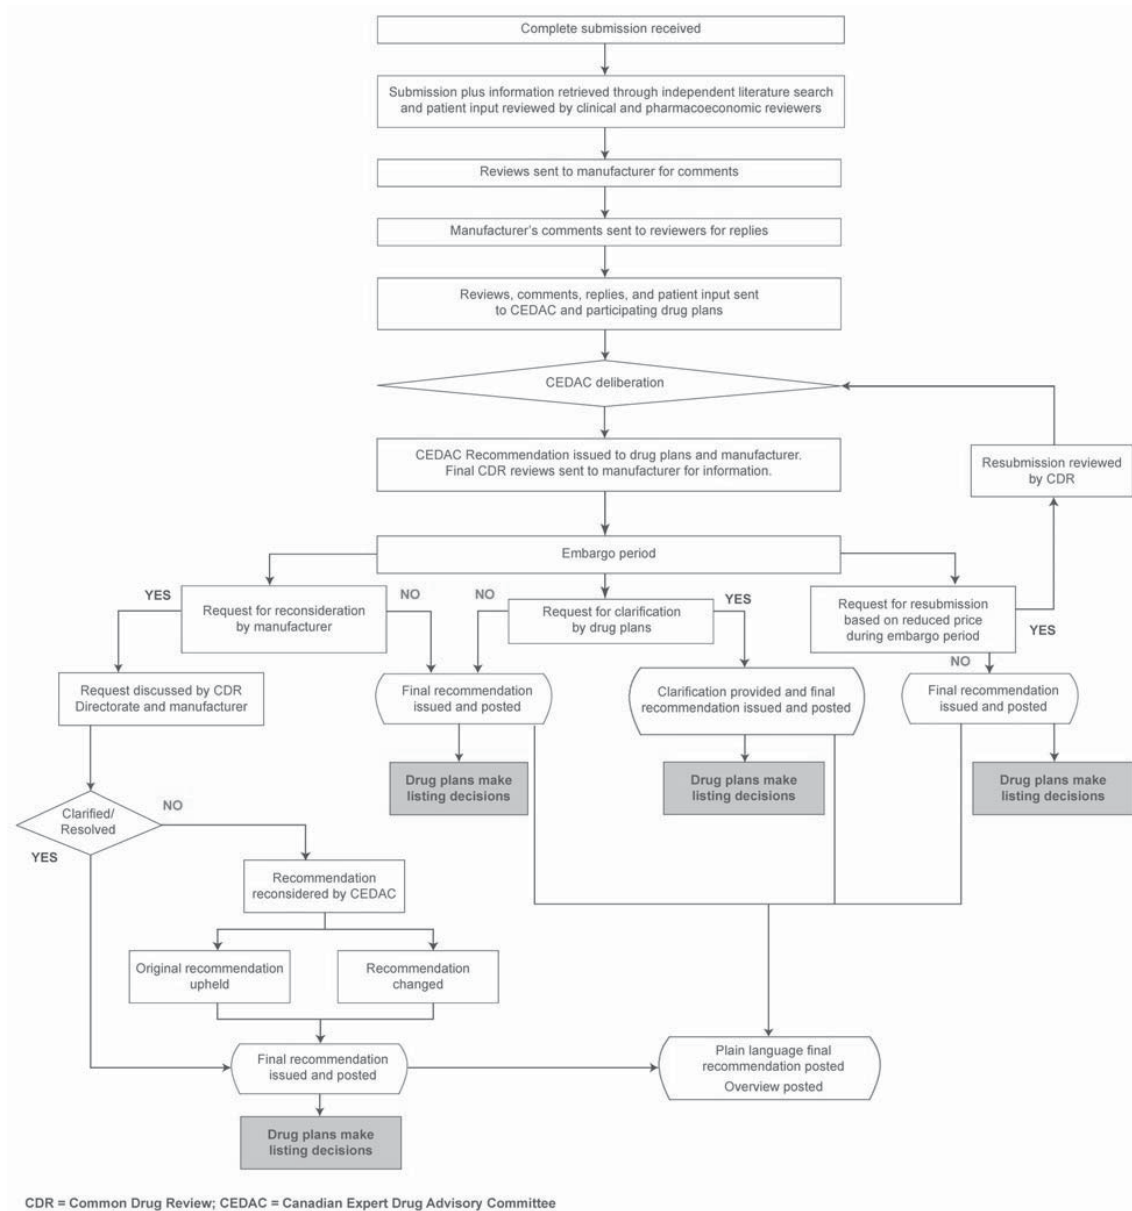 Complete submission received
Submission plus information retrieved through independent literature search
and patient input reviewed by clinical and pharmacoeconomic reviewers
Reviews sent to manufacturer for comments
Manufacturer's comments sent to reviewers for replies
Reviews, comments, replies, and patient input sent
to CEDAC and participating drug plans
CEDAC deliberation
CEDAC Recommendation issued to drug plans and manufacturer.
Final CDR reviews sent to manufacturer for information.
Resubmission reviewed
by CDR
Embargo period
YES
Request for reconsideration
by manufacturer
NO
NO
Request for clarification
by drug plans
YES
Request for resubmission
based on reduced price
during embargo period
YES
NO
Request discussed by CDR
Directorate and manufacturer
Final recommendation
issued and posted
Clarification provided and final
recommendation issued and posted
Final recommendation
issued and posted
Drug plans make
listing decisions
Drug plans make
listing decisions
Drug plans make
listing decisions
Clarified/
Resolved
NO
YES
Recommendation
reconsidered by CEDAC
Original recommendation
upheld
Recommendation
changed
Final recommendation
issued and posted
Plain language final
recommendation posted
Overview posted
Drug plans make
listing decisions
CDR = Common Drug Review; CEDAC = Canadian Expert Drug Advisory Committee